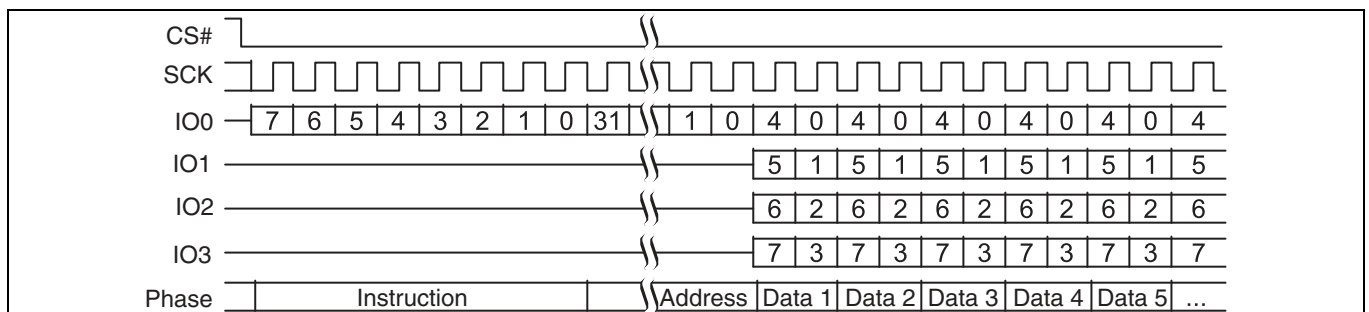 CS#
SCK
IO0 7 6 5 4 3 2 1 0 31 1 0 4 0 4 0 4 0 4 0 4 0 4
IO1 5 1 5 1 5 1 5 1 5 1 5
IO2 6 2 6 2 6 2 6 2 6 2 6
IO3 7 3 7 3 7 3 7 3 7 3 7
Phase Instruction Address Data 1 Data 2 Data 3 Data 4 Data 5 ...